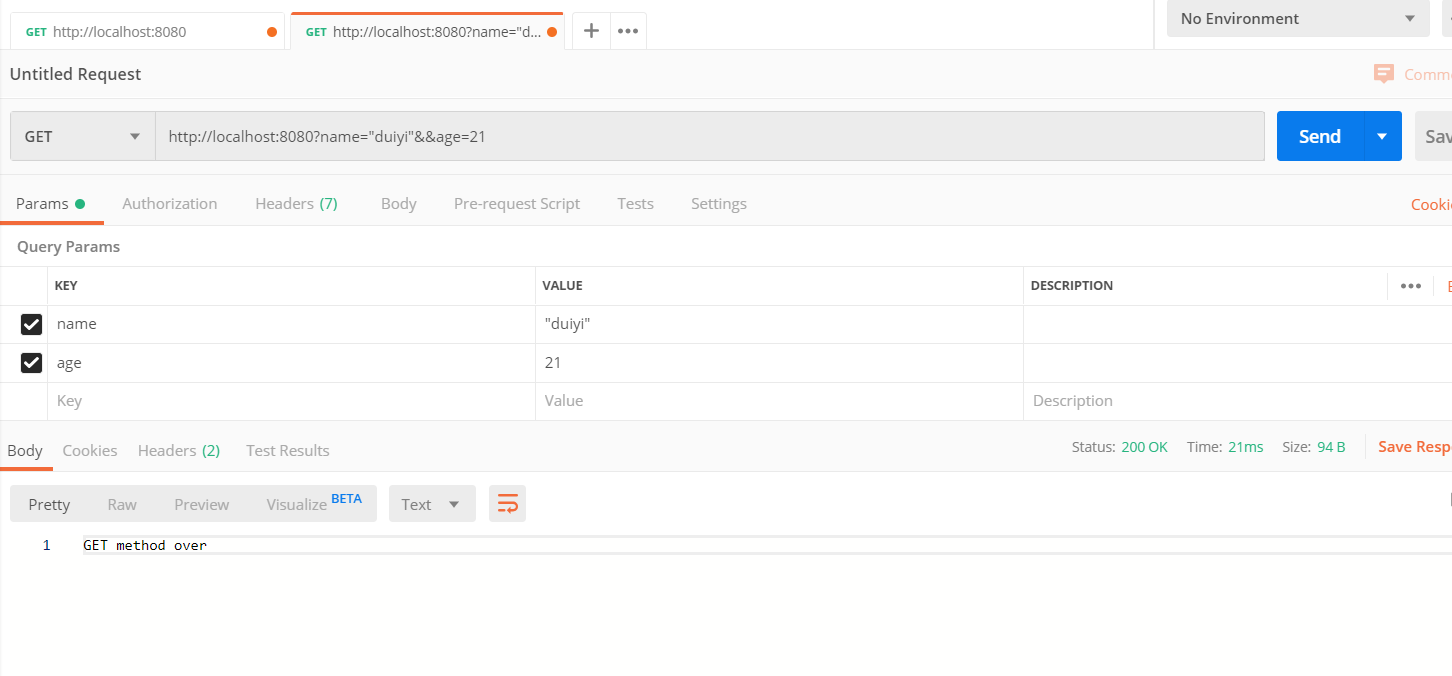 GET http://localhost:8080 GET http://localhost:8080?name="d... No Environment
Untitled Request Comm
GET http://localhost:8080?name="duiyi"&&age=21 Send Sav
Params Authorization Headers (7) Body Pre-request Script Tests Settings Cooki
Query Params
KEY VALUE DESCRIPTION
name "duiyi"
age 21
Key Value Description
Body Cookies Headers (2) Test Results Status: 200 OK Time: 21ms Size: 94 B Save Resp
Pretty Raw Preview Visualize BETA Text
1 GET method over